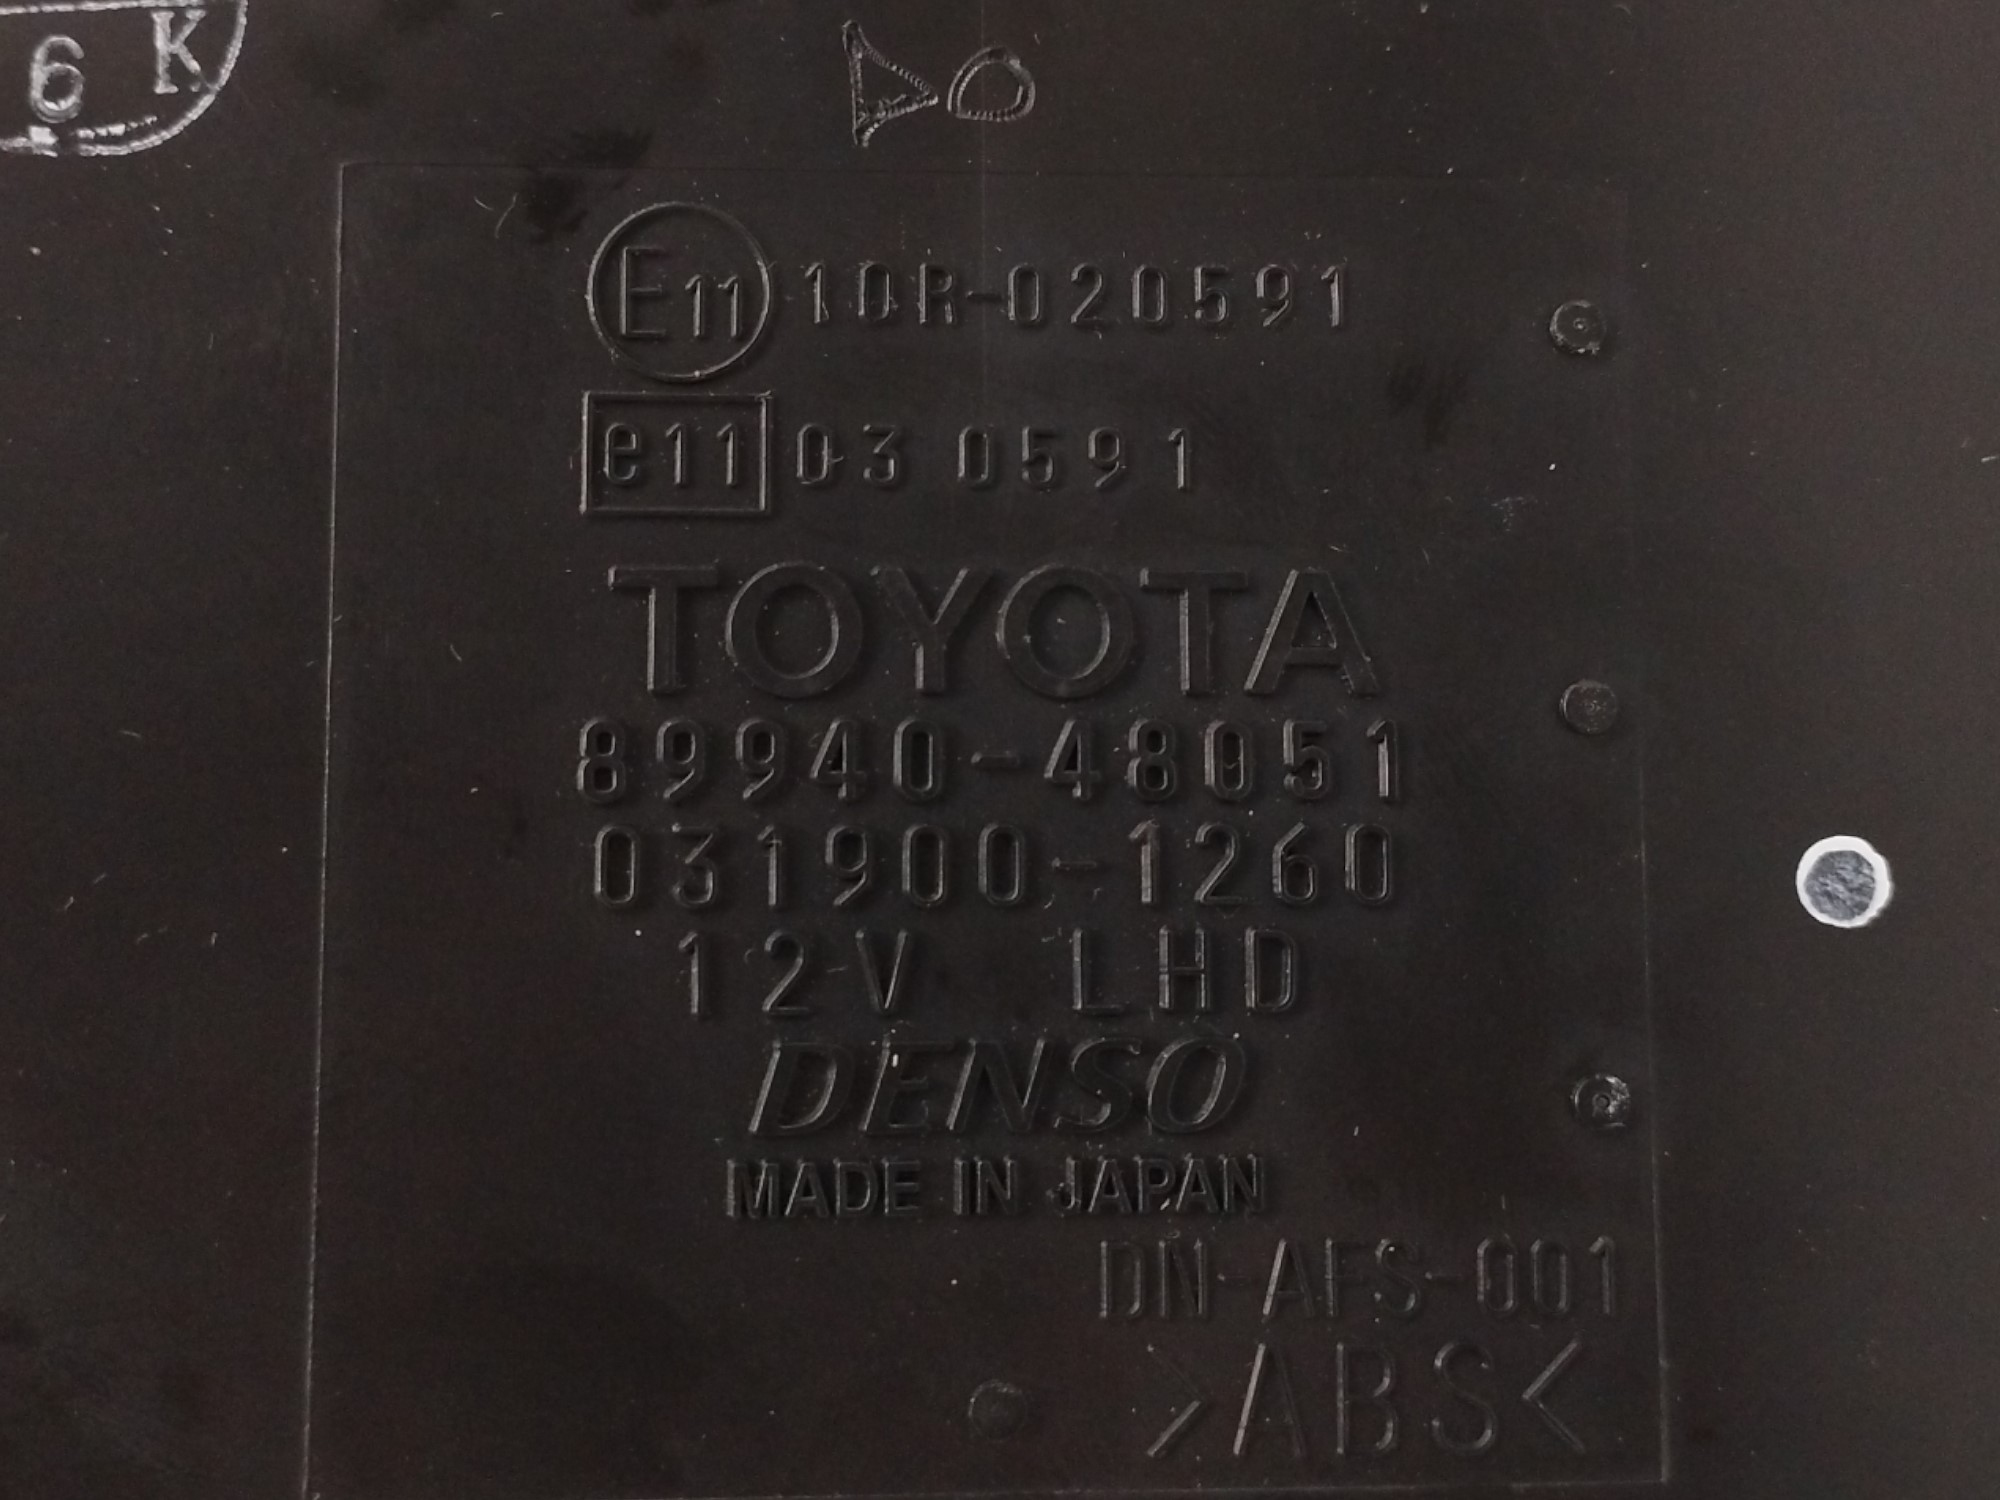 6 K
E11 10R-020591
e11 03 0591
TOYOTA
89940-48051
031900-1260
12V LHD
DENSO
MADE IN JAPAN
DN-AFS-001
>ABS<